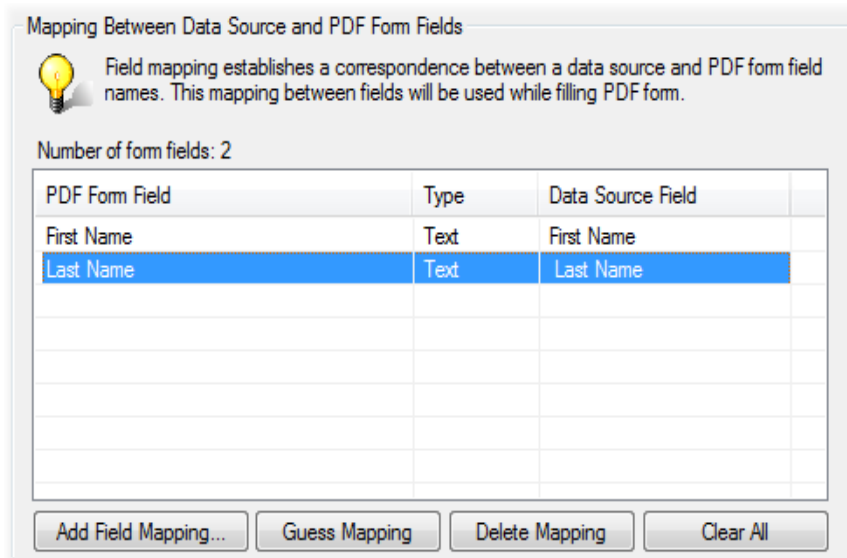 Mapping Between Data Source and PDF Form Fields
Field mapping establishes a correspondence between a data source and PDF form field
names. This mapping between fields will be used while filling PDF form.
Number of form fields: 2
PDF Form Field Type Data Source Field
First Name Text First Name
Last Name Text Last Name
Add Field Mapping... Guess Mapping Delete Mapping Clear All